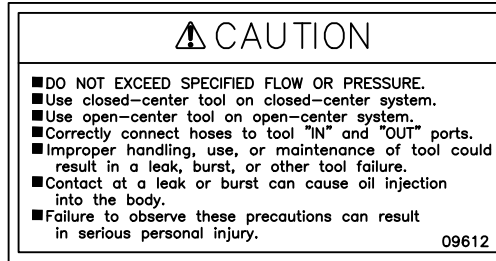 ⚠ CAUTION
■DO NOT EXCEED SPECIFIED FLOW OR PRESSURE.
■Use closed-center tool on closed-center system.
■Use open-center tool on open-center system.
■Correctly connect hoses to tool "IN" and "OUT" ports.
■Improper handling, use, or maintenance of tool could
result in a leak, burst, or other tool failure.
■Contact at a leak or burst can cause oil injection
into the body.
■Failure to observe these precautions can result
in serious personal injury.
09612